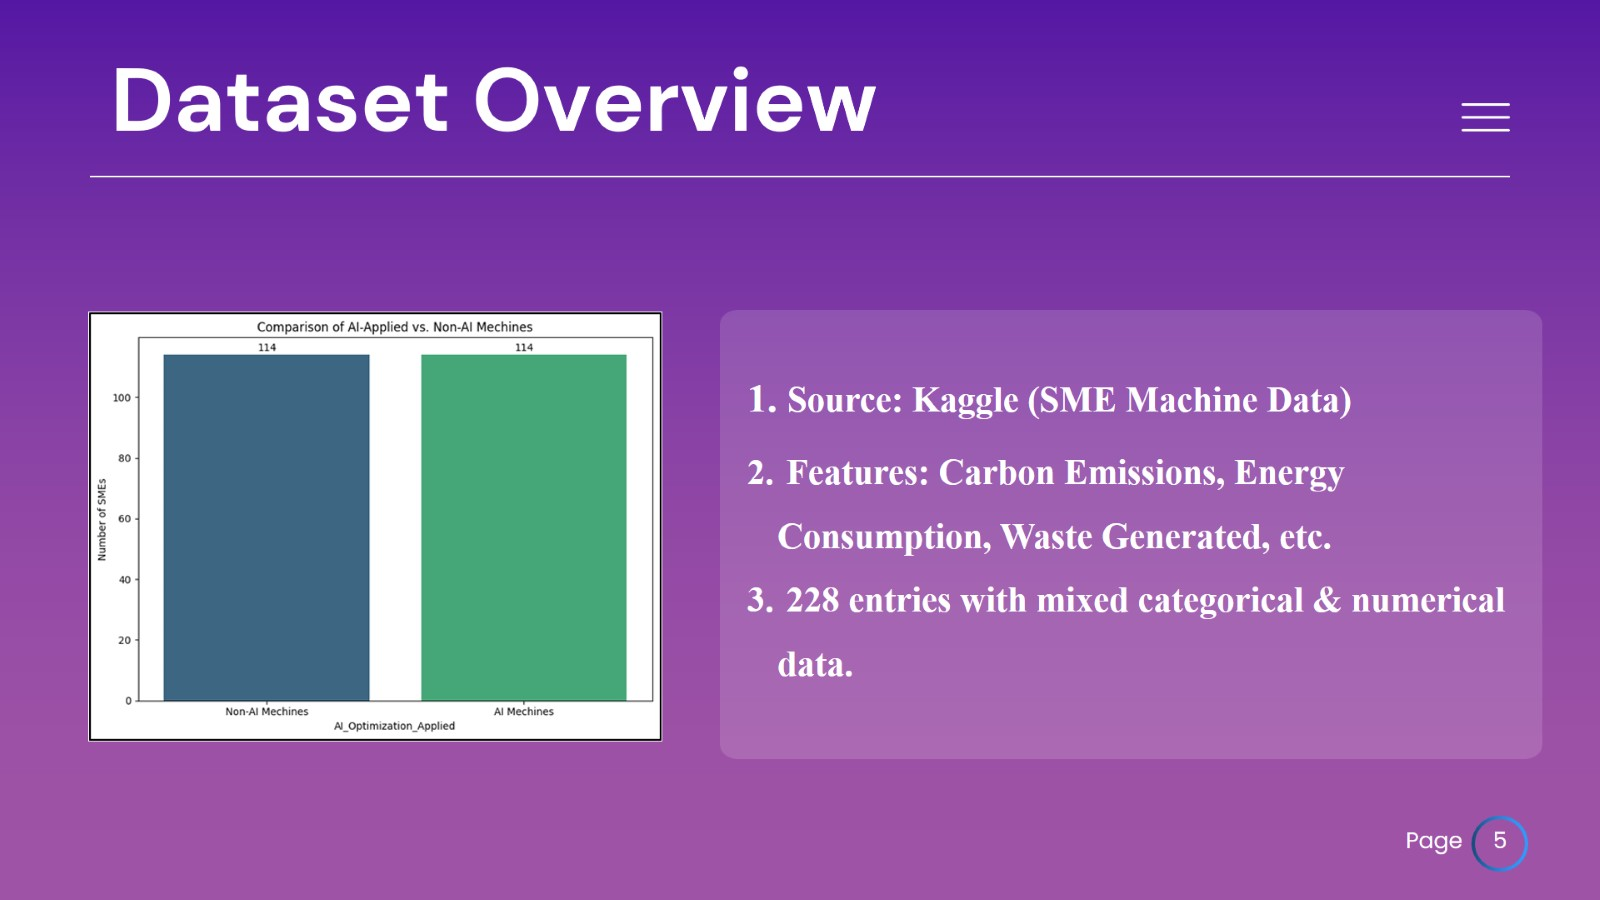 Dataset Overview
Comparison of AI-Applied vs. Non-AI Mechines
114
114
100
80
60
40
20
0
Number of SMEs
Non-AI Mechines
AI Mechines
AI_Optimization_Applied
1. Source: Kaggle (SME Machine Data)
2. Features: Carbon Emissions, Energy
Consumption, Waste Generated, etc.
3. 228 entries with mixed categorical & numerical
data.
Page 5